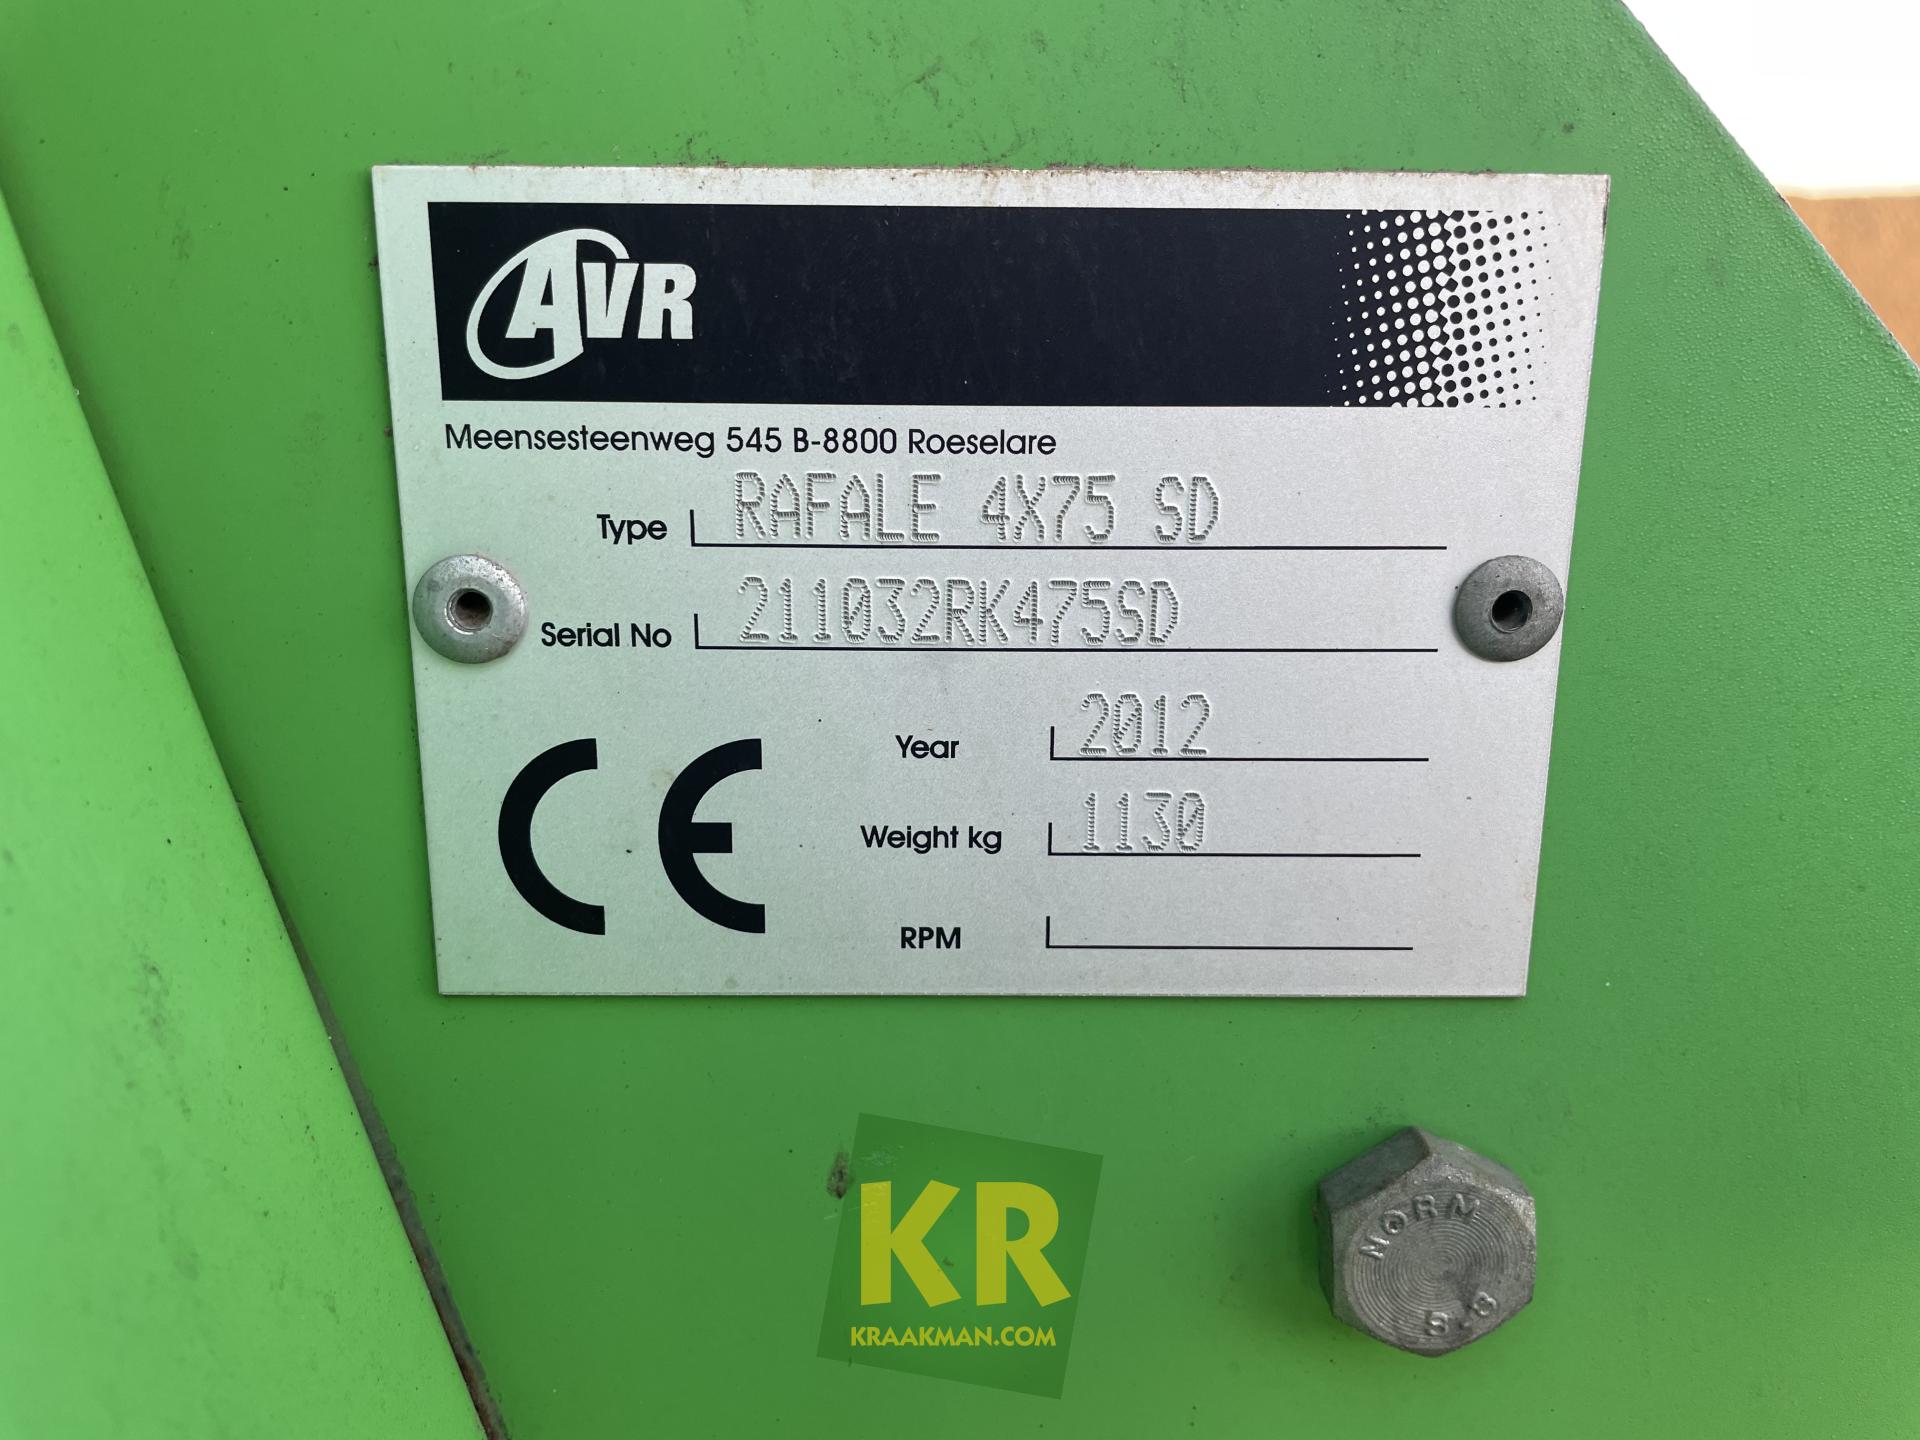 AVR
Meensesteenweg 545 B-8800 Roeselare
Type RAFALE 4X75 SD
Serial No 211032RK475SD
CE
Year 2012
Weight kg 1130
RPM
KR
KRAAKMAN.COM
NORM
5.8